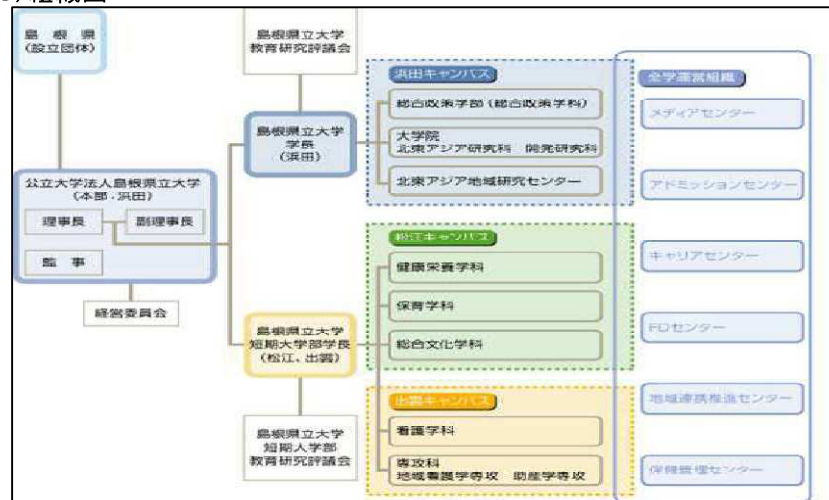 島根県
(設立団体)
公立大学法人島根県立大学
(本部・浜田)
理事長
副理事長
監事
経営委員会
島根県立大学
教育研究評議会
島根県立大学
学長
(浜田)
島根県立大学
短期大学部学長
(松江、出雲)
島根県立大学
短期大学部
教育研究評議会
浜田キャンパス
総合政策学部(総合政策学科)
大学院
北東アジア研究科 開発研究科
北東アジア地域研究センター
松江キャンパス
健康栄養学科
保育学科
総合文化学科
出雲キャンパス
看護学科
専攻科
地域看護学専攻 助産学専攻
全学運営組織
メディアセンター
アドミッションセンター
キャリアセンター
FDセンター
地域連携推進センター
保健管理センター